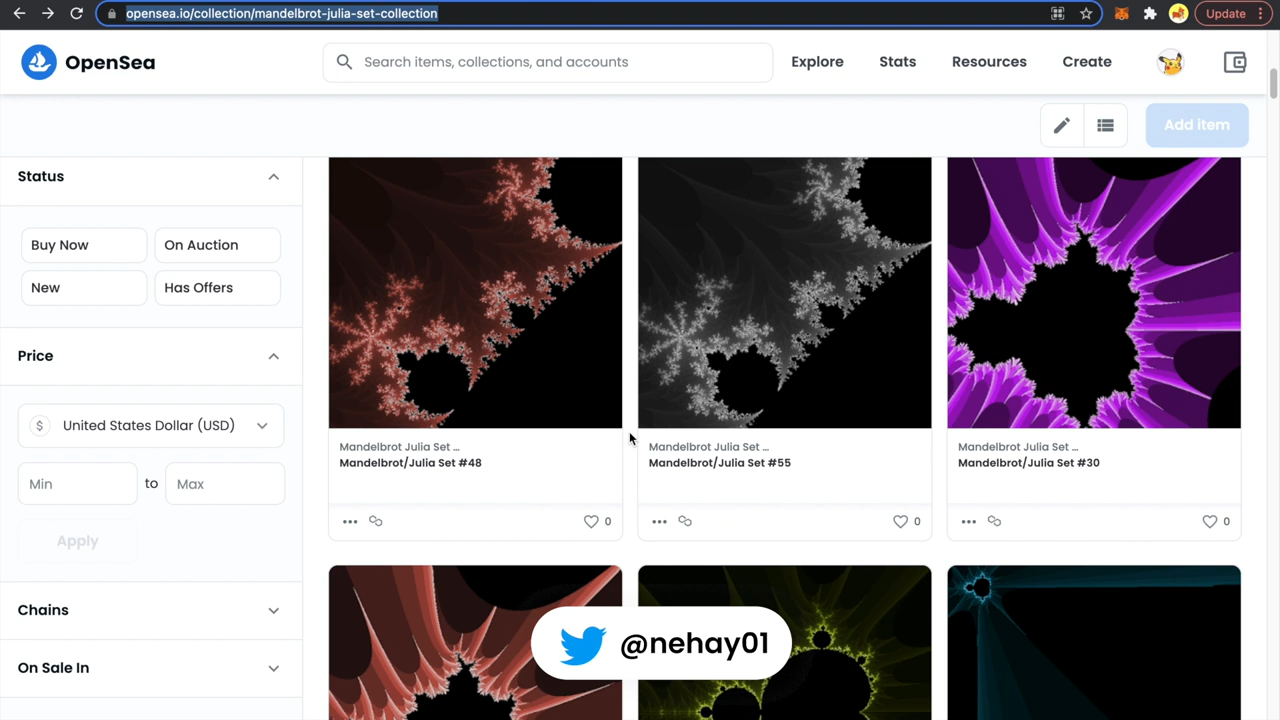 opensea.io/collection/mandelbrot-julia-set-collection
Update
OpenSea
Search items, collections, and accounts
Explore
Stats
Resources
Create
Add item
Status
Buy Now
On Auction
New
Has Offers
Price
$ United States Dollar (USD)
Min
to
Max
Apply
Chains
On Sale In
Mandelbrot Julia Set ...
Mandelbrot/Julia Set #48
0
Mandelbrot Julia Set ...
Mandelbrot/Julia Set #55
0
Mandelbrot Julia Set ...
Mandelbrot/Julia Set #30
0
@nehay01